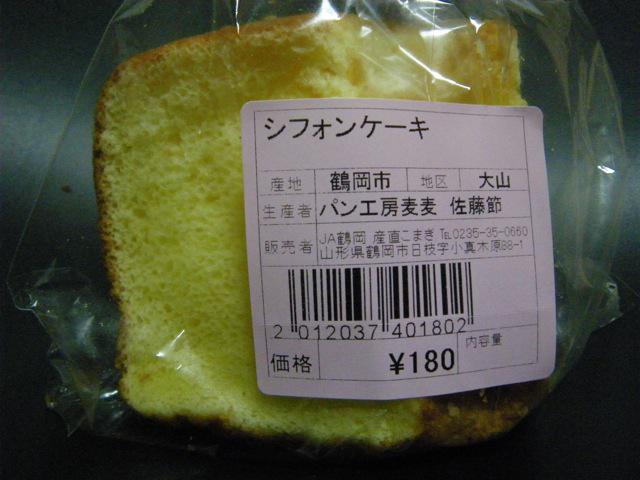 シフォンケーキ
産地 鶴岡市 地区 大山
生産者 パン工房麦麦 佐藤節
販売者 JA鶴岡 産直こまぎ ℡0235-35-0660
山形県鶴岡市日枝字小真木原88-1
2 012037 401802
価格 ¥180 内容量